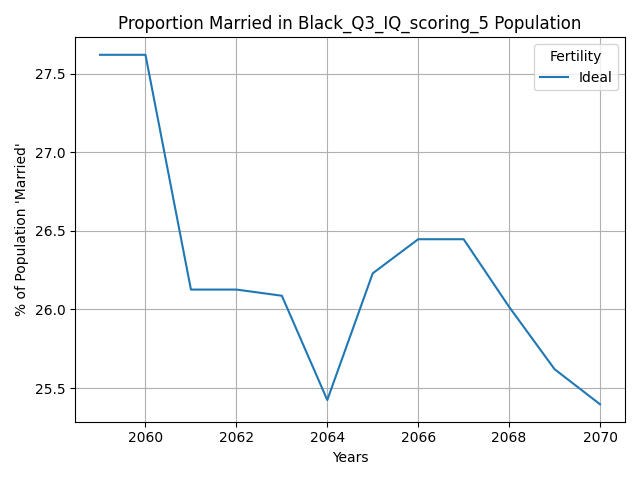 Proportion Married in Black_Q3_IQ_scoring_5 Population
Fertility
Ideal
% of Population 'Married'
27.5
27.0
26.5
26.0
25.5
2060 2062 2064 2066 2068 2070
Years